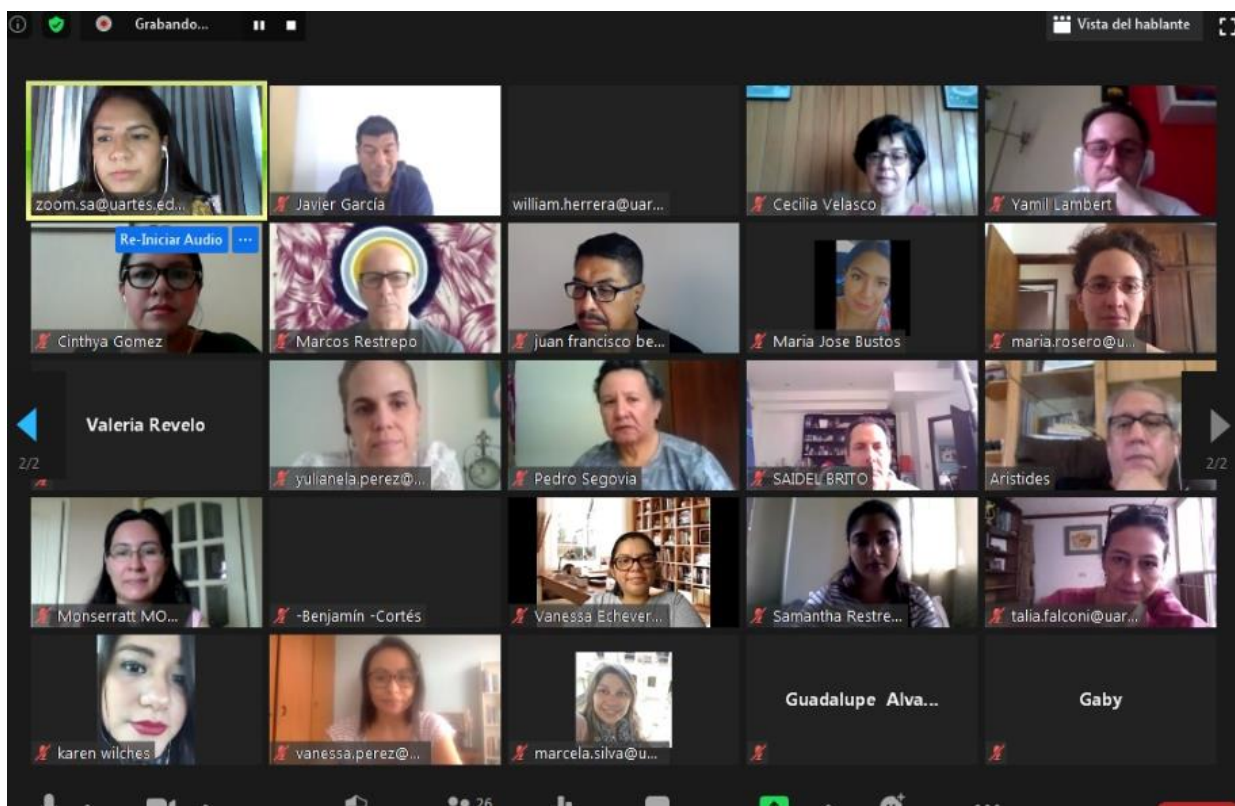 Grabando...
Vista del hablante
zoom.sa@uartes.ed...
Javier García
william.herrera@uar...
Cecilia Velasco
Yamil Lambert
Re-Iniciar Audio ...
Cinthya Gomez
Marcos Restrepo
juan francisco be...
Maria Jose Bustos
maria.rosero@u...
Valeria Revelo
yulianela.perez@...
Pedro Segovia
SAIDEL BRITO
Aristides
2/2
2/2
Monserratt MO...
-Benjamín -Cortés
Vanessa Echever...
Samantha Restre...
talia.falconi@uar...
karen wilches
vanessa.perez@...
marcela.silva@u...
Guadalupe Alva...
Gaby
26